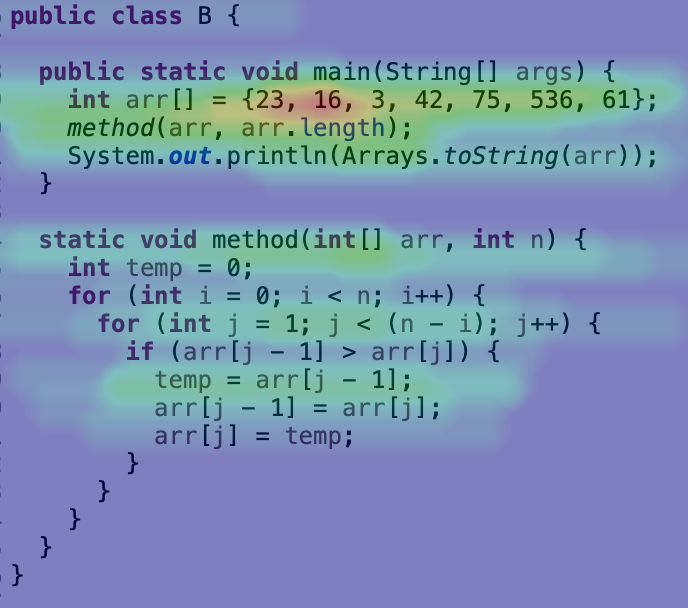 public class B {
public static void main(String[] args) {
int arr[] = {23, 16, 3, 42, 75, 536, 61};
method(arr, arr.length);
System.out.println(Arrays.toString(arr));
}
static void method(int[] arr, int n) {
int temp = 0;
for (int i = 0; i < n; i++) {
for (int j = 1; j < (n - i); j++) {
if (arr[j - 1] > arr[j]) {
temp = arr[j - 1];
arr[j - 1] = arr[j];
arr[j] = temp;
}
}
}
}
}